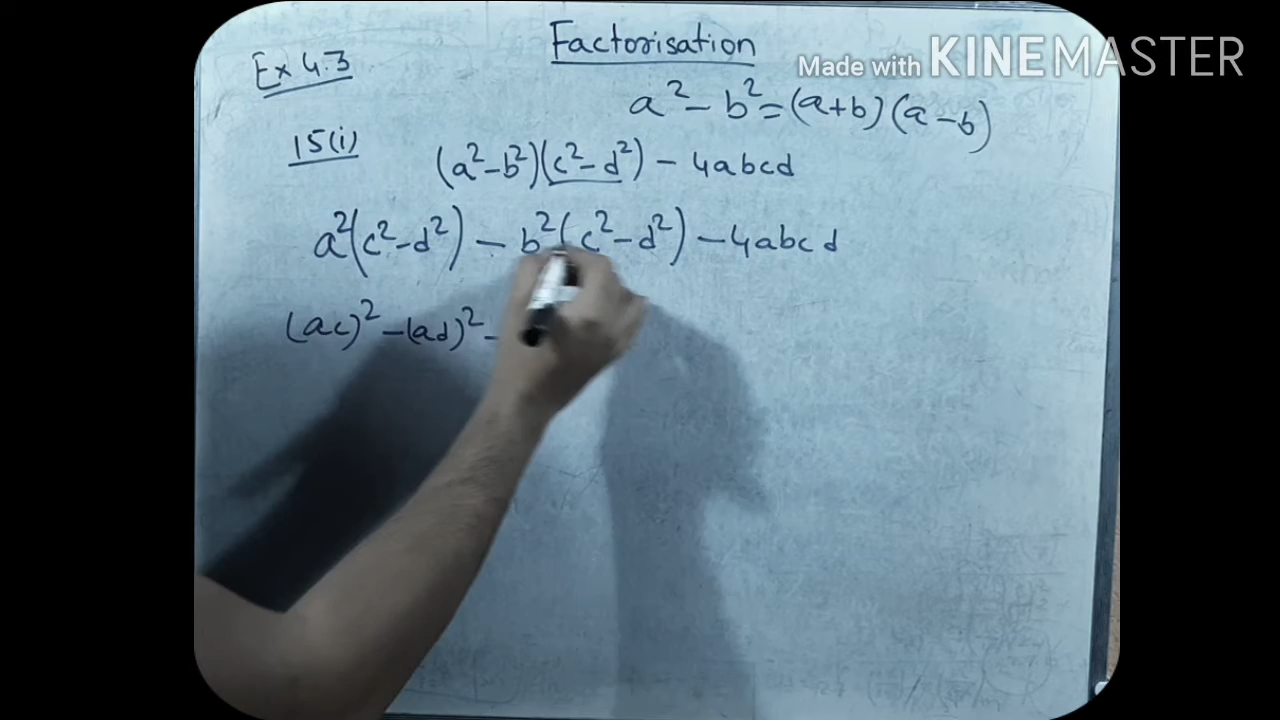 Factorisation
Made with KINEMASTER
Ex 4.3
a² - b² = (a+b)(a-b)
15(i)
(a²-b²)(c²-d²) - 4abcd
a²(c²-d²) - b²(c²-d²) - 4abcd
(ac)² - (ad)² -